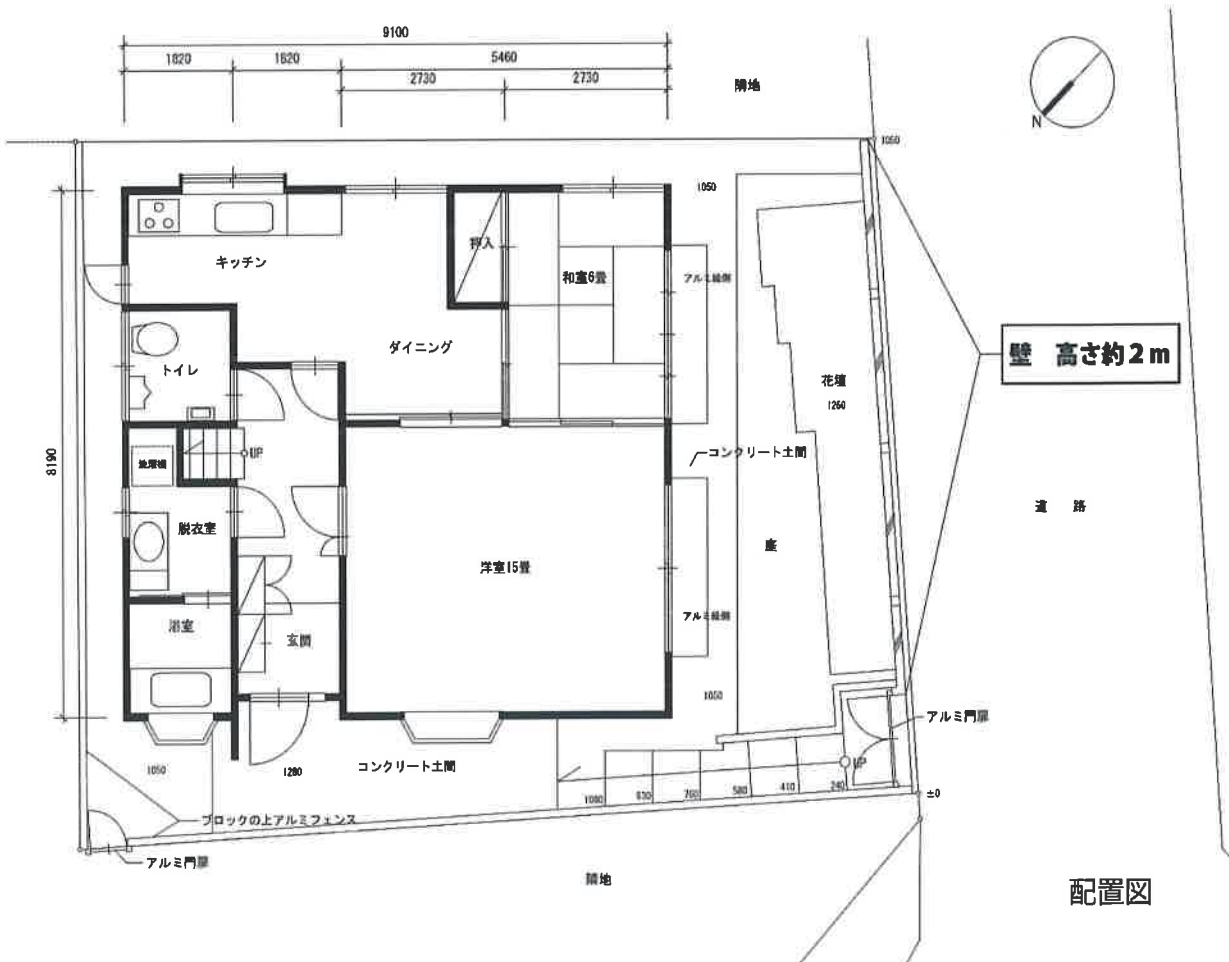 9100
1820
1820
5460
2730
2730
隣地
N
1050
1050
キッチン
押入
和室6畳
アルミ縁側
壁 高さ約2m
トイレ
ダイニング
花壇
1260
8190
UP
洗濯機
コンクリート土間
道路
脱衣室
洋室15畳
アルミ縁側
浴室
玄関
1050
アルミ門扉
1050
1280
コンクリート土間
UP
1080
930
760
580
410
240
±0
ブロックの上アルミフェンス
アルミ門扉
隣地
配置図